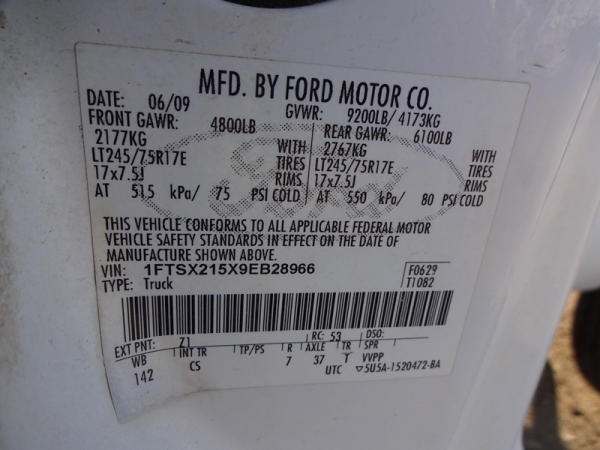 MFD. BY FORD MOTOR CO.
DATE: 06/09 GVWR: 9200LB/ 4173KG
FRONT GAWR: 4800LB REAR GAWR: 6100LB
2177KG WITH 2767KG WITH
LT245/75R17E TIRES LT245/75R17E TIRES
17x7.5J RIMS 17x7.5J RIMS
AT 515 kPa/ 75 PSI COLD AT 550 kPa/ 80 PSI COLD
THIS VEHICLE CONFORMS TO ALL APPLICABLE FEDERAL MOTOR
VEHICLE SAFETY STANDARDS IN EFFECT ON THE DATE OF
MANUFACTURE SHOWN ABOVE.
VIN: 1FTSX215X9EB28966 F0629
TYPE: Truck T1082
EXT PNT: Z1 RC: 53 DSO:
WB INT TR TP/PS R AXLE TR SPR
142 CS 7 37 T VVPP
UTC ▽5U5A-1520472-BA